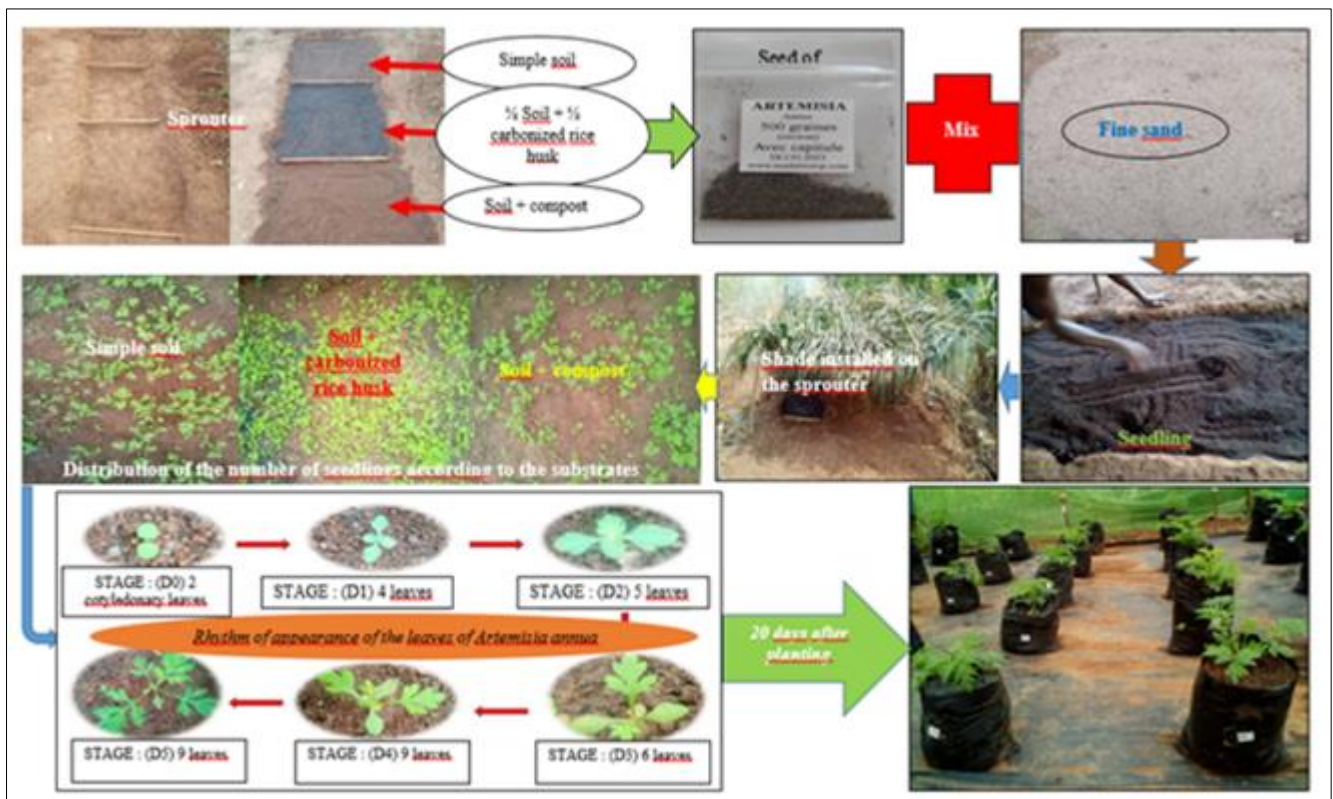 Sprouter
Simple soil
½ Soil + ½
carbonized rice
husk
Soil + compost
Seed of
ARTEMISIA
500 graines
Avec capitule
Mix
Fine sand
Simple soil
Soil +
carbonized
rice husk
Soil + compost
Distribution of the number of seedlines according to the substrates
Shade installed on
the sprouter
Seedling
STAGE : (D0) 2
cotyledonary leaves
STAGE : (D1) 4 leaves
STAGE : (D2) 5 leaves
Rhythm of appearance of the leaves of Artemisia annua
STAGE : (D5) 9 leaves
STAGE : (D4) 9 leaves
STAGE : (D3) 6 leaves
20 days after
planting